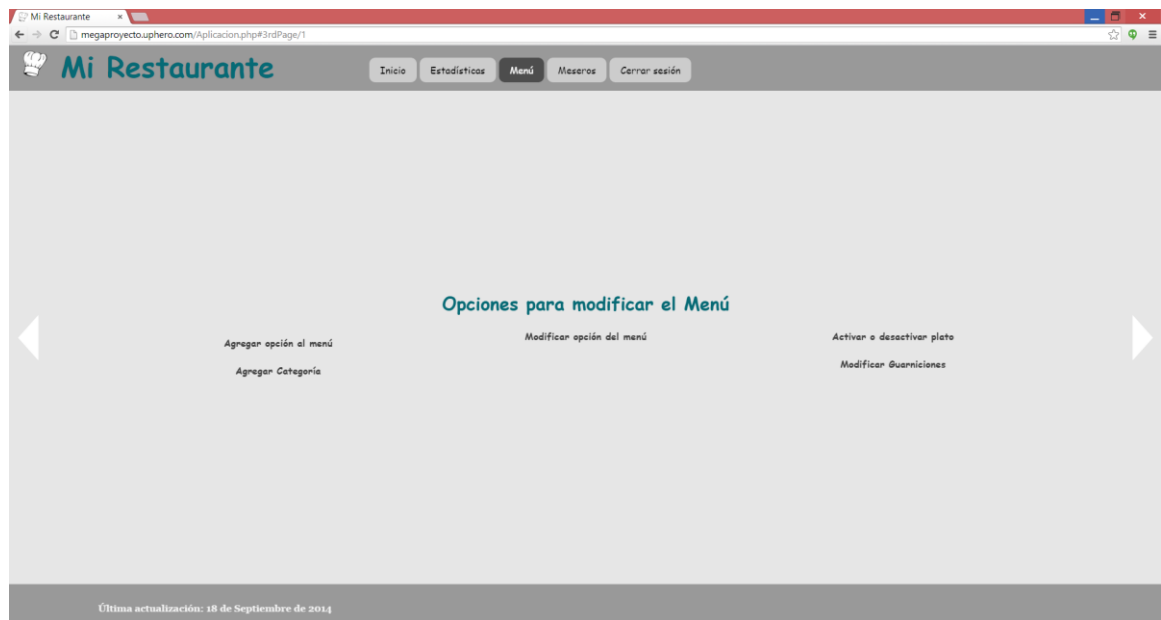 Mi Restaurante
megaproyecto.uphero.com/Aplicacion.php#3rdPage/1
Mi Restaurante
Inicio
Estadísticas
Menú
Meseros
Cerrar sesión
Opciones para modificar el Menú
Agregar opción al menú
Agregar Categoría
Modificar opción del menú
Activar o desactivar plato
Modificar Guarniciones
Última actualización: 18 de Septiembre de 2014